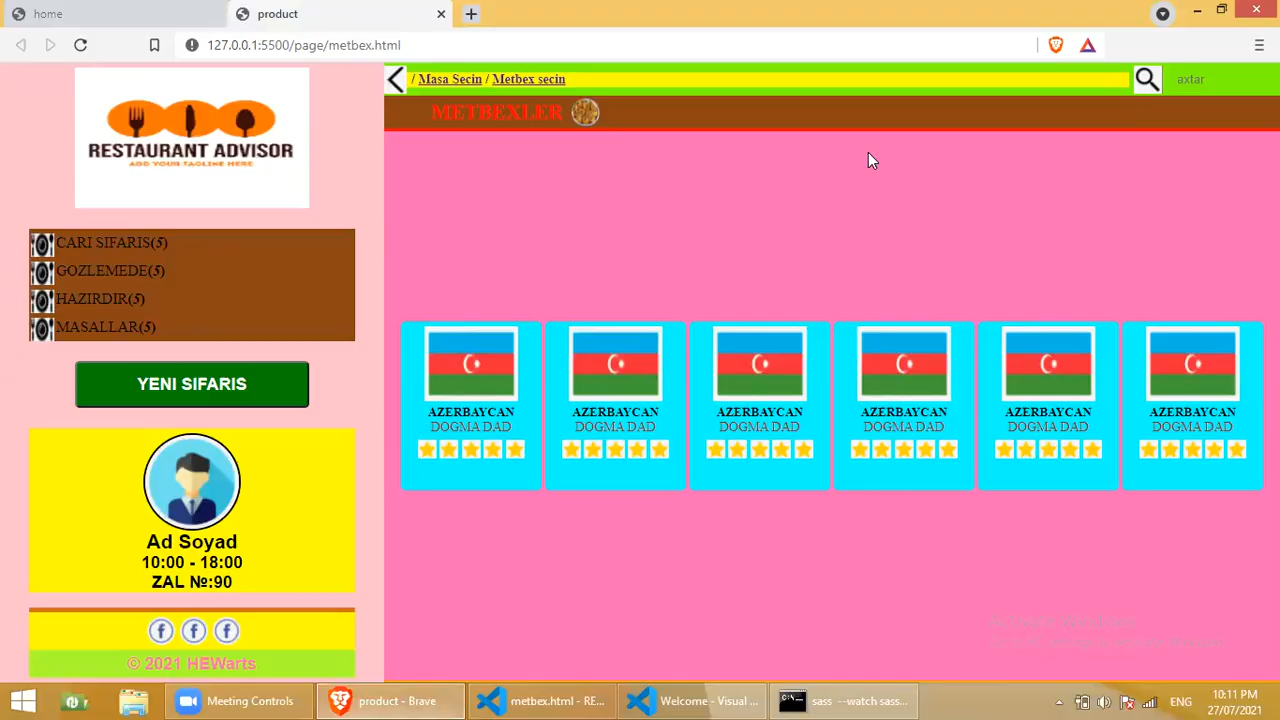 home
product
127.0.0.1:5500/page/metbex.html
/ Masa Secin / Metbex secin
axtar
METBEXLER
RESTAURANT ADVISOR
ADD YOUR TAGLINE HERE
CARI SIFARIS(5)
GOZLEMEDE(5)
HAZIRDIR(5)
MASALLAR(5)
YENI SIFARIS
AZERBAYCAN AZERBAYCAN AZERBAYCAN AZERBAYCAN AZERBAYCAN AZERBAYCAN
DOGMA DAD DOGMA DAD DOGMA DAD DOGMA DAD DOGMA DAD DOGMA DAD
Ad Soyad
10:00 - 18:00
ZAL №:90
© 2021 HEWarts
Meeting Controls
product - Brave
metbex.html - RE...
Welcome - Visual ...
sass --watch sass...
ENG
10:11 PM
27/07/2021